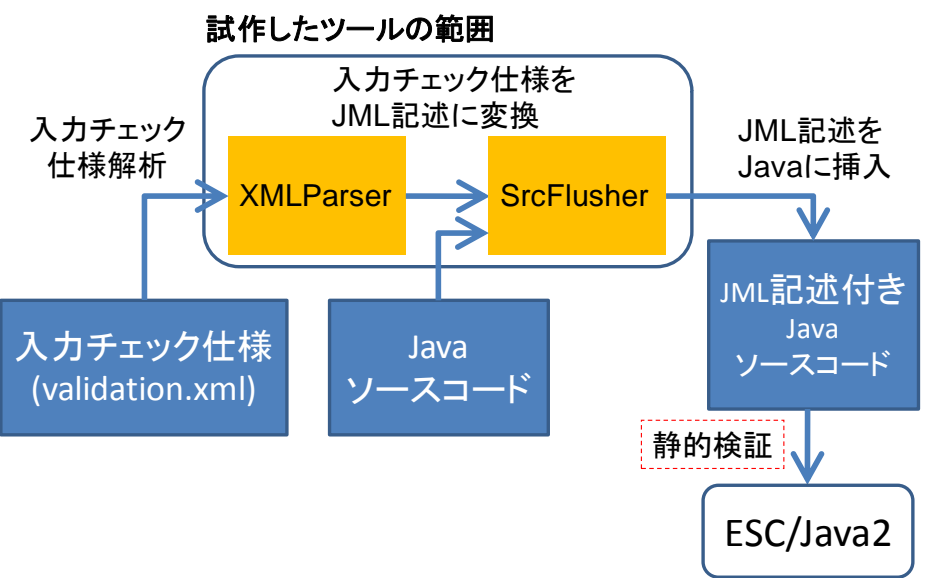 試作したツールの範囲
入力チェック仕様を
JML記述に変換
入力チェック
仕様解析
JML記述を
Javaに挿入
XMLParser
SrcFlusher
入力チェック仕様
(validation.xml)
Java
ソースコード
JML記述付き
Java
ソースコード
静的検証
ESC/Java2